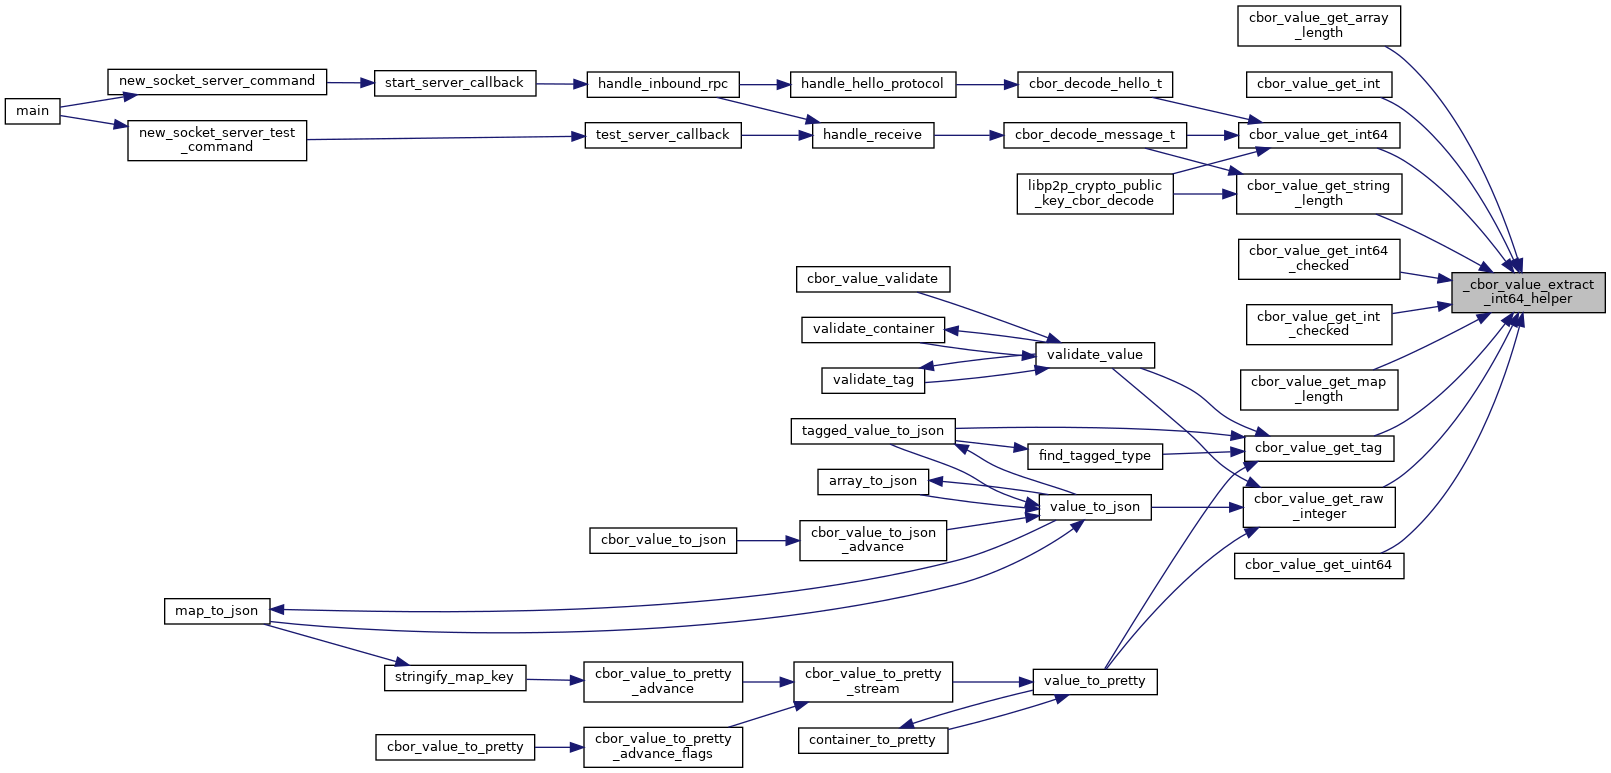 main
new_socket_server_command
new_socket_server_test
_command
start_server_callback
handle_inbound_rpc
test_server_callback
handle_hello_protocol
handle_receive
cbor_decode_hello_t
cbor_decode_message_t
libp2p_crypto_public
_key_cbor_decode
cbor_value_get_array
_length
cbor_value_get_int
cbor_value_get_int64
cbor_value_get_string
_length
cbor_value_get_int64
_checked
cbor_value_get_int
_checked
cbor_value_get_map
_length
cbor_value_get_tag
cbor_value_get_raw
_integer
cbor_value_get_uint64
_cbor_value_extract
_int64_helper
cbor_value_validate
validate_container
validate_tag
validate_value
tagged_value_to_json
find_tagged_type
array_to_json
value_to_json
cbor_value_to_json
cbor_value_to_json
_advance
map_to_json
stringify_map_key
cbor_value_to_pretty
_advance
cbor_value_to_pretty
_stream
value_to_pretty
cbor_value_to_pretty
cbor_value_to_pretty
_advance_flags
container_to_pretty